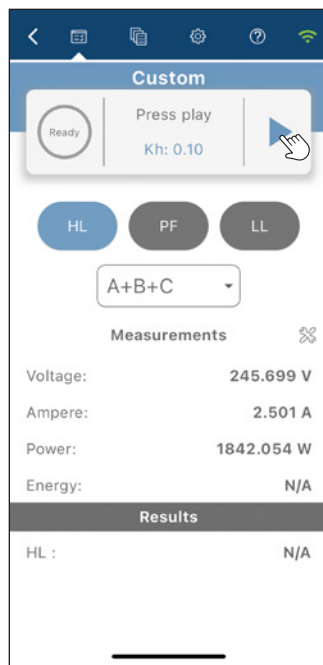 Custom
Ready
Press play
Kh: 0.10
HL PF LL
A+B+C
Measurements
Voltage: 245.699 V
Ampere: 2.501 A
Power: 1842.054 W
Energy: N/A
Results
HL : N/A